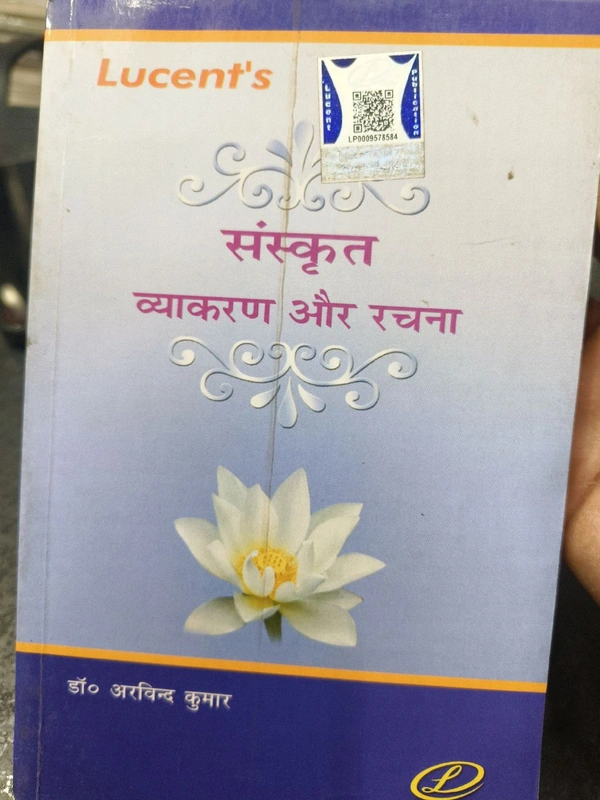 Lucent's
Lucent
Publication
LP0009578584
संस्कृत
व्याकरण और रचना
डॉ० अरविन्द कुमार
L